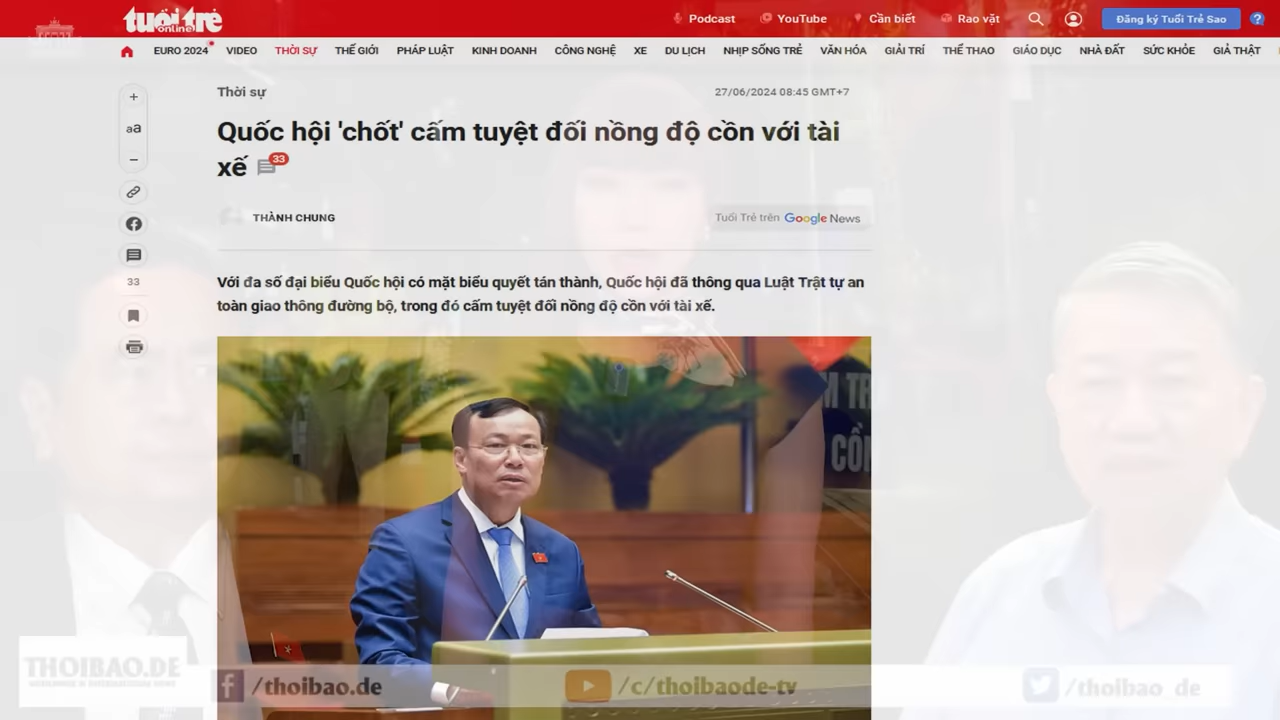 tuổi trẻ
online
Podcast
YouTube
Cần biết
Rao vặt
Đăng ký Tuổi Trẻ Sao
?
EURO 2024
VIDEO
THỜI SỰ
THẾ GIỚI
PHÁP LUẬT
KINH DOANH
CÔNG NGHỆ
XE
DU LỊCH
NHỊP SỐNG TRẺ
VĂN HÓA
GIẢI TRÍ
THỂ THAO
GIÁO DỤC
NHÀ ĐẤT
SỨC KHỎE
GIẢ THẬT
+
aA
−
33
Thời sự
27/06/2024 08:45 GMT+7
Quốc hội 'chốt' cấm tuyệt đối nồng độ cồn với tài
xế 33
THÀNH CHUNG
Tuổi Trẻ trên Google News
Với đa số đại biểu Quốc hội có mặt biểu quyết tán thành, Quốc hội đã thông qua Luật Trật tự an
toàn giao thông đường bộ, trong đó cấm tuyệt đối nồng độ cồn với tài xế.
THOIBAO.DE
/thoibao.de
/c/thoibaode-tv
/thoibao_de